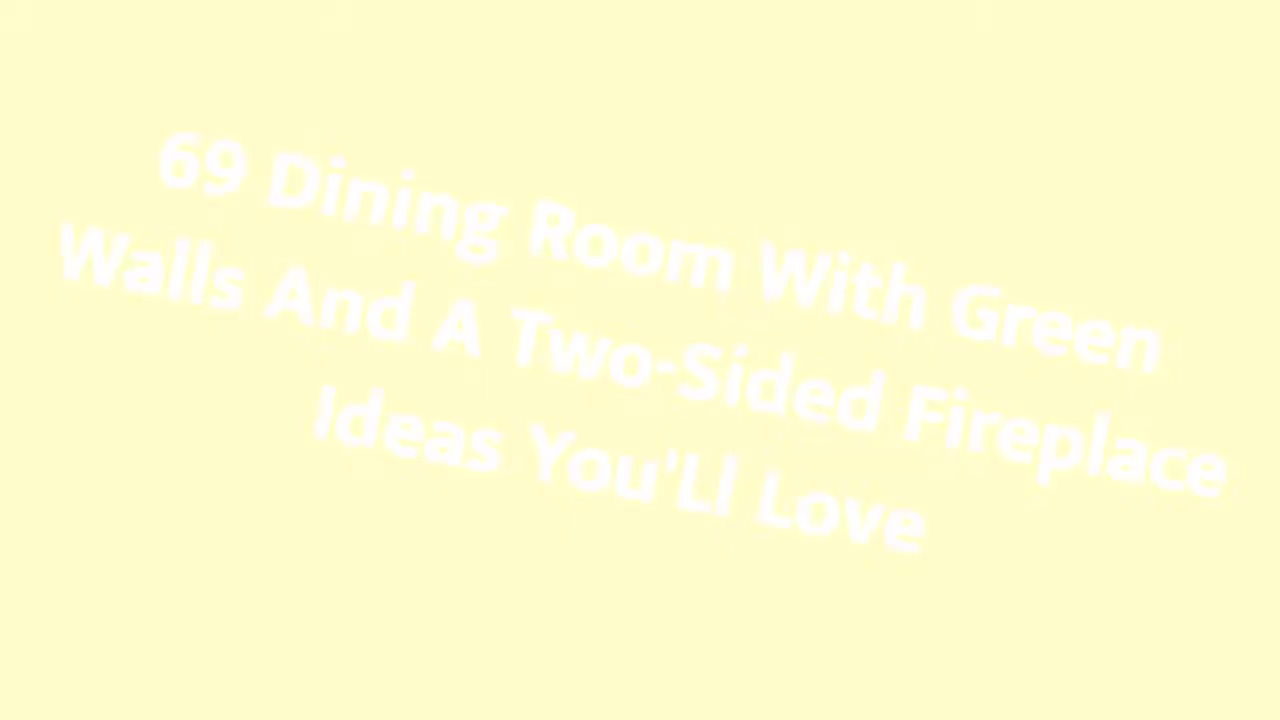 69 Dining Room With Green
Walls And A Two-Sided Fireplace
Ideas You'Ll Love